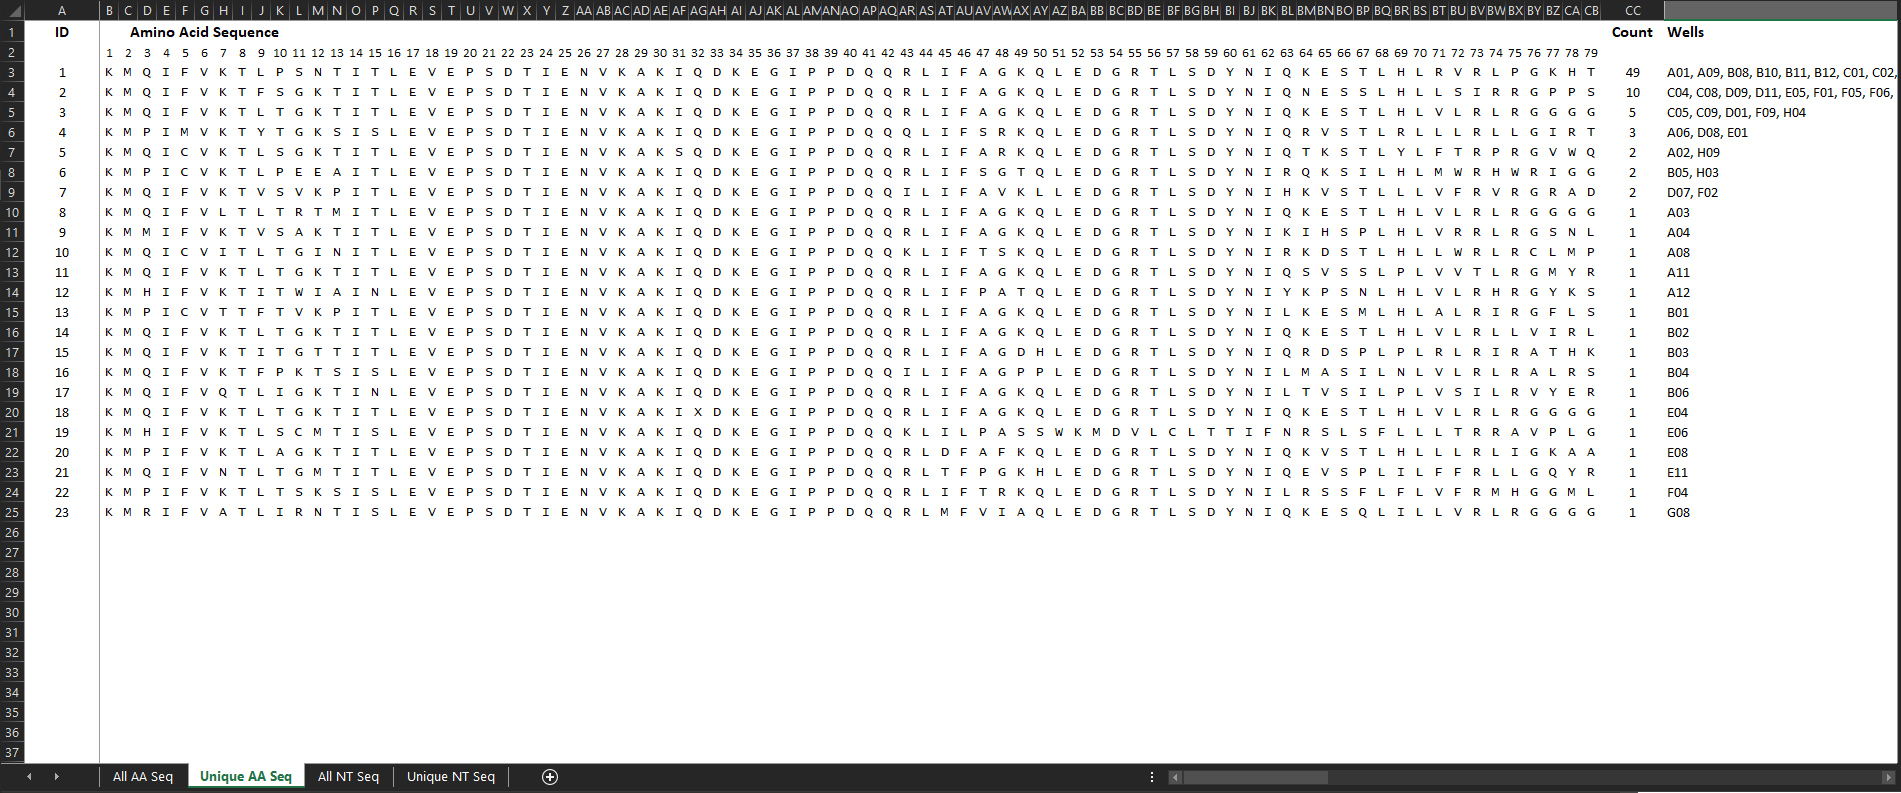 A B C D E F G H I J K L M N O P Q R S T U V W X Y Z AA AB AC AD AE AF AG AH AI AJ AK AL AM AN AO AP AQ AR AS AT AU AV AW AX AY AZ BA BB BC BD BE BF BG BH BI BJ BK BL BM BN BO BP BQ BR BS BT BU BV BW BX BY BZ CA CB CC
1 ID Amino Acid Sequence Count Wells
2 1 2 3 4 5 6 7 8 9 10 11 12 13 14 15 16 17 18 19 20 21 22 23 24 25 26 27 28 29 30 31 32 33 34 35 36 37 38 39 40 41 42 43 44 45 46 47 48 49 50 51 52 53 54 55 56 57 58 59 60 61 62 63 64 65 66 67 68 69 70 71 72 73 74 75 76 77 78 79
3 1 K M Q I F V K T L P S N T I T L E V E P S D T I E N V K A K I Q D K E G I P P D Q Q R L I F A G K Q L E D G R T L S D Y N I Q K E S T L H L R V R L P G K H T 49 A01, A09, B08, B10, B11, B12, C01, C02,
4 2 K M Q I F V K T F S G K T I T L E V E P S D T I E N V K A K I Q D K E G I P P D Q Q R L I F A G K Q L E D G R T L S D Y N I Q N E S S L H L L S I R R G P P S 10 C04, C08, D09, D11, E05, F01, F05, F06,
5 3 K M Q I F V K T L T G K T I T L E V E P S D T I E N V K A K I Q D K E G I P P D Q Q R L I F A G K Q L E D G R T L S D Y N I Q K E S T L H L V L R L R G G G G 5 C05, C09, D01, F09, H04
6 4 K M P I M V K T Y T G K S I S L E V E P S D T I E N V K A K I Q D K E G I P P D Q Q Q L I F S R K Q L E D G R T L S D Y N I Q R V S T L R L L L R L L G I R T 3 A06, D08, E01
7 5 K M Q I C V K T L S G K T I T L E V E P S D T I E N V K A K S Q D K E G I P P D Q Q R L I F A R K Q L E D G R T L S D Y N I Q T K S T L Y L F T R P R G V W Q 2 A02, H09
8 6 K M P I C V K T L P E E A I T L E V E P S D T I E N V K A K I Q D K E G I P P D Q Q R L I F S G T Q L E D G R T L S D Y N I R Q K S I L H L M W R H W R I G G 2 B05, H03
9 7 K M Q I F V K T V S V K P I T L E V E P S D T I E N V K A K I Q D K E G I P P D Q Q I L I F A V K L L E D G R T L S D Y N I H K V S T L L L V F R V R G R A D 2 D07, F02
10 8 K M Q I F V L T L T R T M I T L E V E P S D T I E N V K A K I Q D K E G I P P D Q Q R L I F A G K Q L E D G R T L S D Y N I Q K E S T L H L V L R L R G G G G 1 A03
11 9 K M M I F V K T V S A K T I T L E V E P S D T I E N V K A K I Q D K E G I P P D Q Q R L I F A G K Q L E D G R T L S D Y N I K I H S P L H L V R R L R G S N L 1 A04
12 10 K M Q I C V I T L T G I N I T L E V E P S D T I E N V K A K I Q D K E G I P P D Q Q K L I F T S K Q L E D G R T L S D Y N I R K D S T L H L L W R L R C L M P 1 A08
13 11 K M Q I F V K T L T G K T I T L E V E P S D T I E N V K A K I Q D K E G I P P D Q Q R L I F A G K Q L E D G R T L S D Y N I Q S V S S L P L V V T L R G M Y R 1 A11
14 12 K M H I F V K T I T W I A I N L E V E P S D T I E N V K A K I Q D K E G I P P D Q Q R L I F P A T Q L E D G R T L S D Y N I Y K P S N L H L V L R H R G Y K S 1 A12
15 13 K M P I C V T T F T V K P I T L E V E P S D T I E N V K A K I Q D K E G I P P D Q Q R L I F A G K Q L E D G R T L S D Y N I L K E S M L H L A L R I R G F L S 1 B01
16 14 K M Q I F V K T L T G K T I T L E V E P S D T I E N V K A K I Q D K E G I P P D Q Q R L I F A G K Q L E D G R T L S D Y N I Q K E S T L H L V L R L L V I R L 1 B02
17 15 K M Q I F V K T I T G T T I T L E V E P S D T I E N V K A K I Q D K E G I P P D Q Q R L I F A G D H L E D G R T L S D Y N I Q R D S P L P L R L R I R A T H K 1 B03
18 16 K M Q I F V K T F P K T S I S L E V E P S D T I E N V K A K I Q D K E G I P P D Q Q I L I F A G P P L E D G R T L S D Y N I L M A S I L N L V L R L R A L R S 1 B04
19 17 K M Q I F V Q T L I G K T I N L E V E P S D T I E N V K A K I Q D K E G I P P D Q Q R L I F A G K Q L E D G R T L S D Y N I L T V S I L P L V S I L R V Y E R 1 B06
20 18 K M Q I F V K T L T G K T I T L E V E P S D T I E N V K A K I X D K E G I P P D Q Q R L I F A G K Q L E D G R T L S D Y N I Q K E S T L H L V L R L R G G G G 1 E04
21 19 K M H I F V K T L S C M T I S L E V E P S D T I E N V K A K I Q D K E G I P P D Q Q K L I L P A S S W K M D V L C L T T I F N R S L S F L L L T R R A V P L G 1 E06
22 20 K M P I F V K T L A G K T I T L E V E P S D T I E N V K A K I Q D K E G I P P D Q Q R L D F A F K Q L E D G R T L S D Y N I Q K V S T L H L L L R L I G K A A 1 E08
23 21 K M Q I F V N T L T G M T I T L E V E P S D T I E N V K A K I Q D K E G I P P D Q Q R L T F P G K H L E D G R T L S D Y N I Q E V S P L I L F F R L L G Q Y R 1 E11
24 22 K M P I F V K T L T S K S I S L E V E P S D T I E N V K A K I Q D K E G I P P D Q Q R L I F T R K Q L E D G R T L S D Y N I L R S S F L F L V F R M H G G M L 1 F04
25 23 K M R I F V A T L I R N T I S L E V E P S D T I E N V K A K I Q D K E G I P P D Q Q R L M F V I A Q L E D G R T L S D Y N I Q K E S Q L I L L V R L R G G G G 1 G08
26
27
28
29
30
31
32
33
34
35
36
37
All AA Seq Unique AA Seq All NT Seq Unique NT Seq